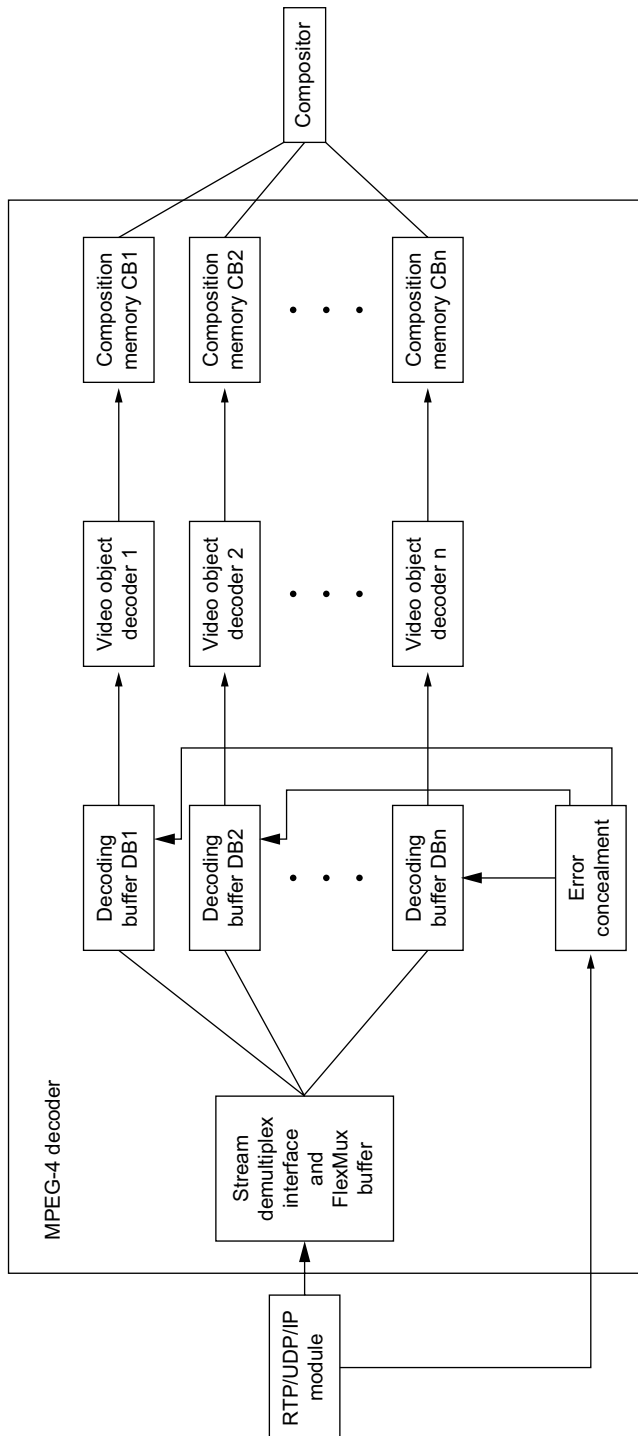 MPEG-4 decoder
RTP/UDP/IP
module
Stream
demultiplex
interface
and
FlexMux
buffer
Decoding
buffer DB1
Video object
decoder 1
Composition
memory CB1
Decoding
buffer DB2
Video object
decoder 2
Composition
memory CB2
Decoding
buffer DBn
Video object
decoder n
Composition
memory CBn
Error
concealment
Compositor